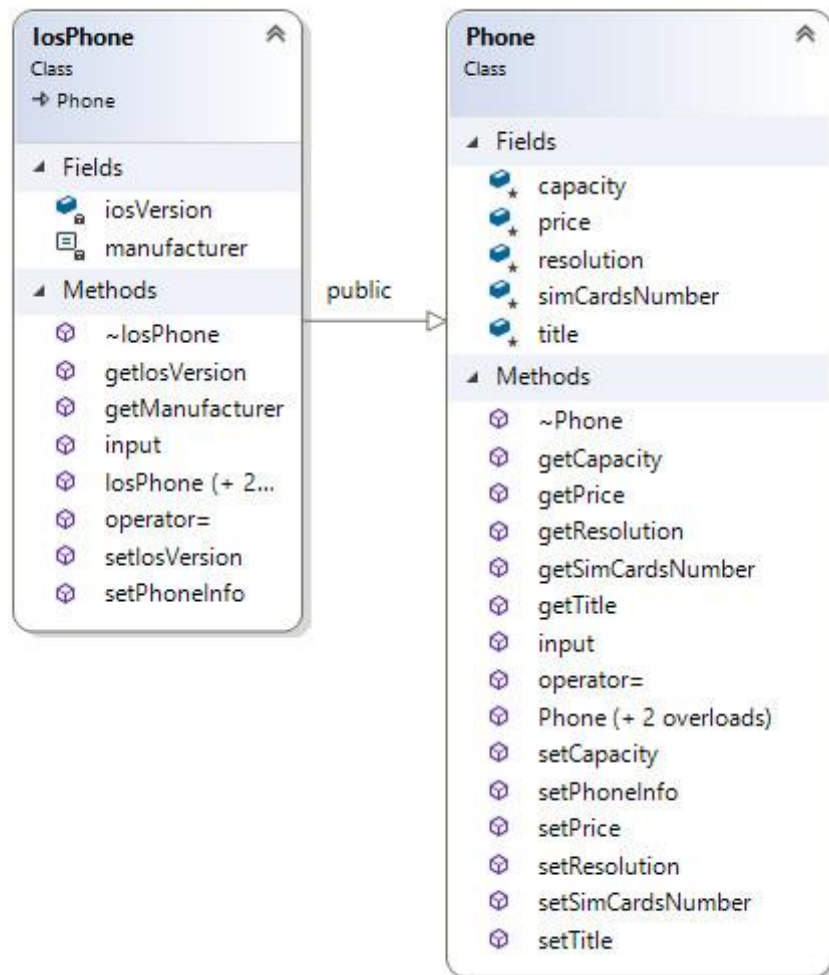 IosPhone
Class
Phone
Fields
iosVersion
manufacturer
Methods
~IosPhone
getIosVersion
getManufacturer
input
IosPhone (+ 2...
operator=
setIosVersion
setPhoneInfo
public
Phone
Class
Fields
capacity
price
resolution
simCardsNumber
title
Methods
~Phone
getCapacity
getPrice
getResolution
getSimCardsNumber
getTitle
input
operator=
Phone (+ 2 overloads)
setCapacity
setPhoneInfo
setPrice
setResolution
setSimCardsNumber
setTitle